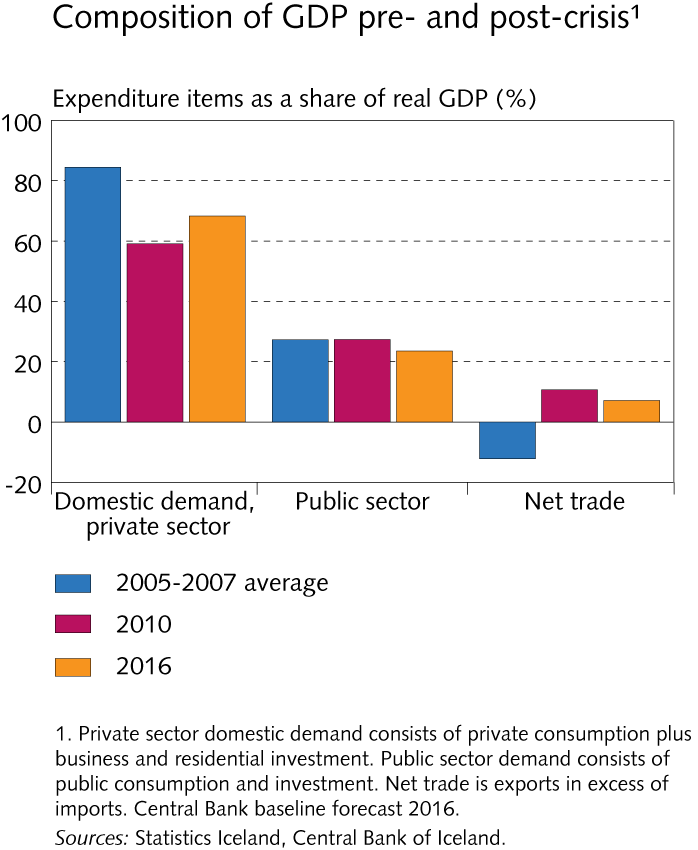 Composition of GDP pre- and post-crisis¹
Expenditure items as a share of real GDP (%)
100
80
60
40
20
0
-20
Domestic demand,
private sector
Public sector
Net trade
2005-2007 average
2010
2016
1. Private sector domestic demand consists of private consumption plus
business and residential investment. Public sector demand consists of
public consumption and investment. Net trade is exports in excess of
imports. Central Bank baseline forecast 2016.
Sources: Statistics Iceland, Central Bank of Iceland.